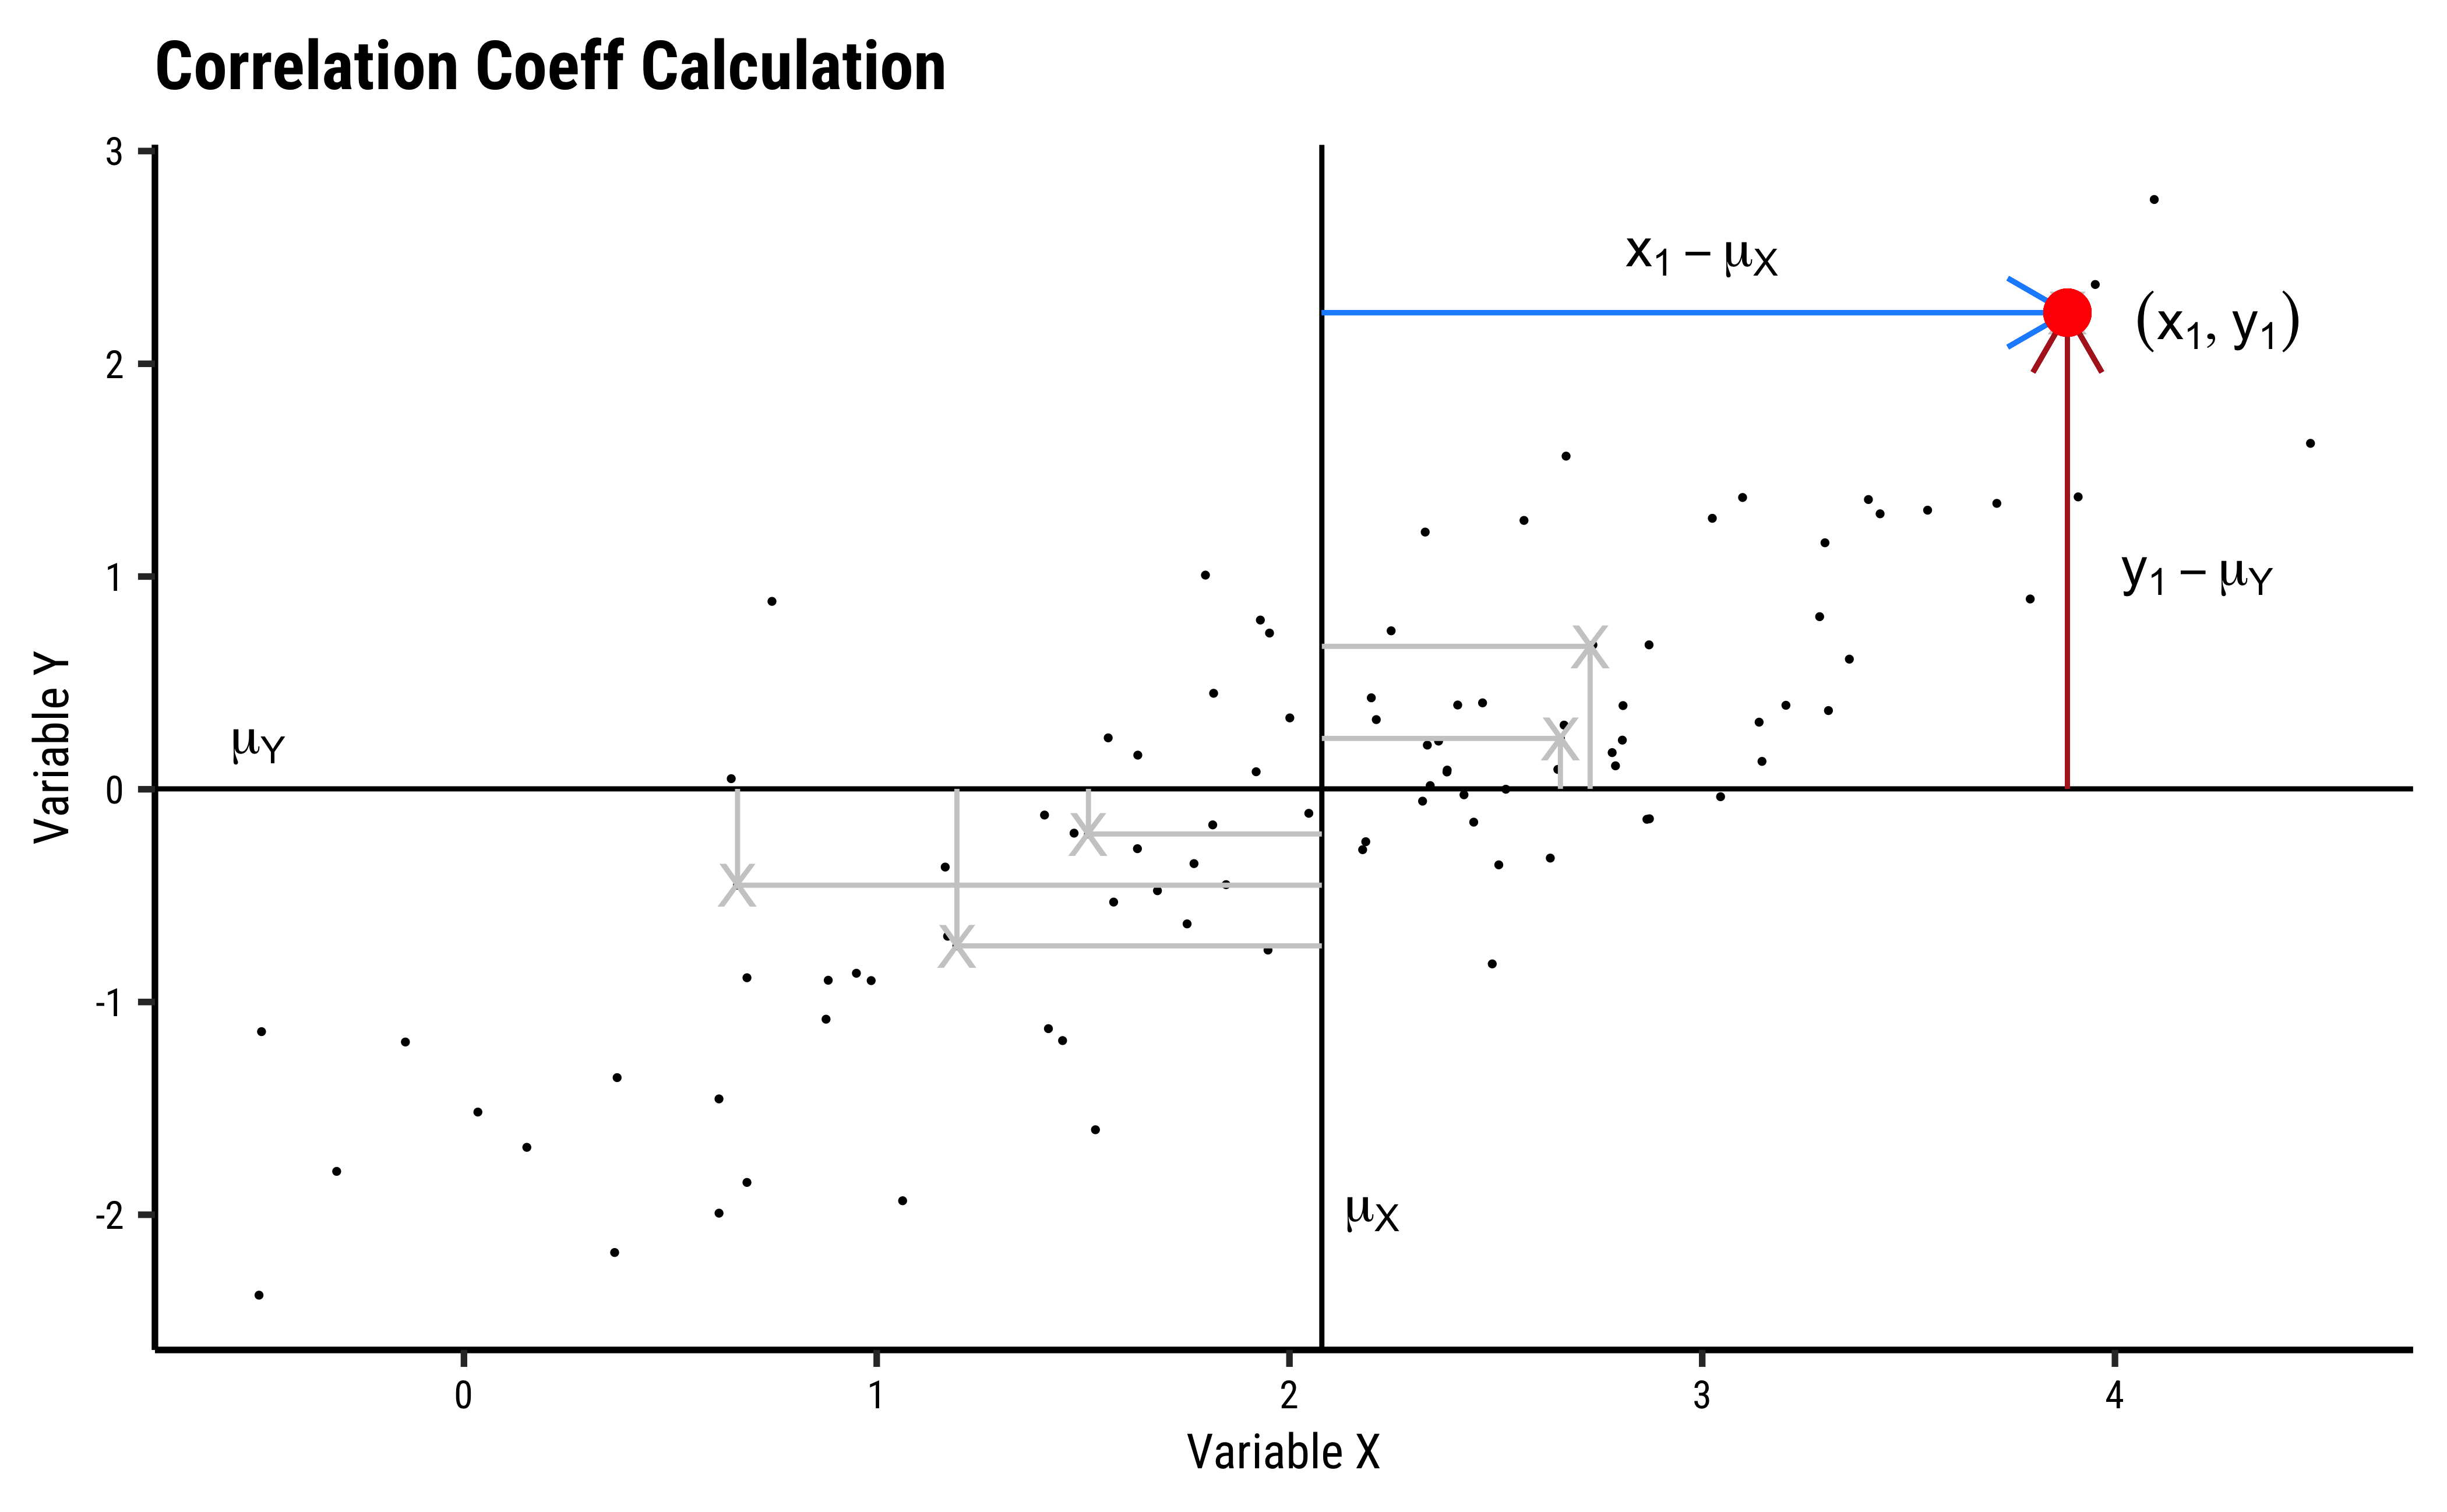 Correlation Coeff Calculation
3
x₁ − μX
(x₁, y₁)
2
1
y₁ − μY
Variable Y
μY
0
X
X
X
X
X
-1
-2
μX
0 1 2 3 4
Variable X